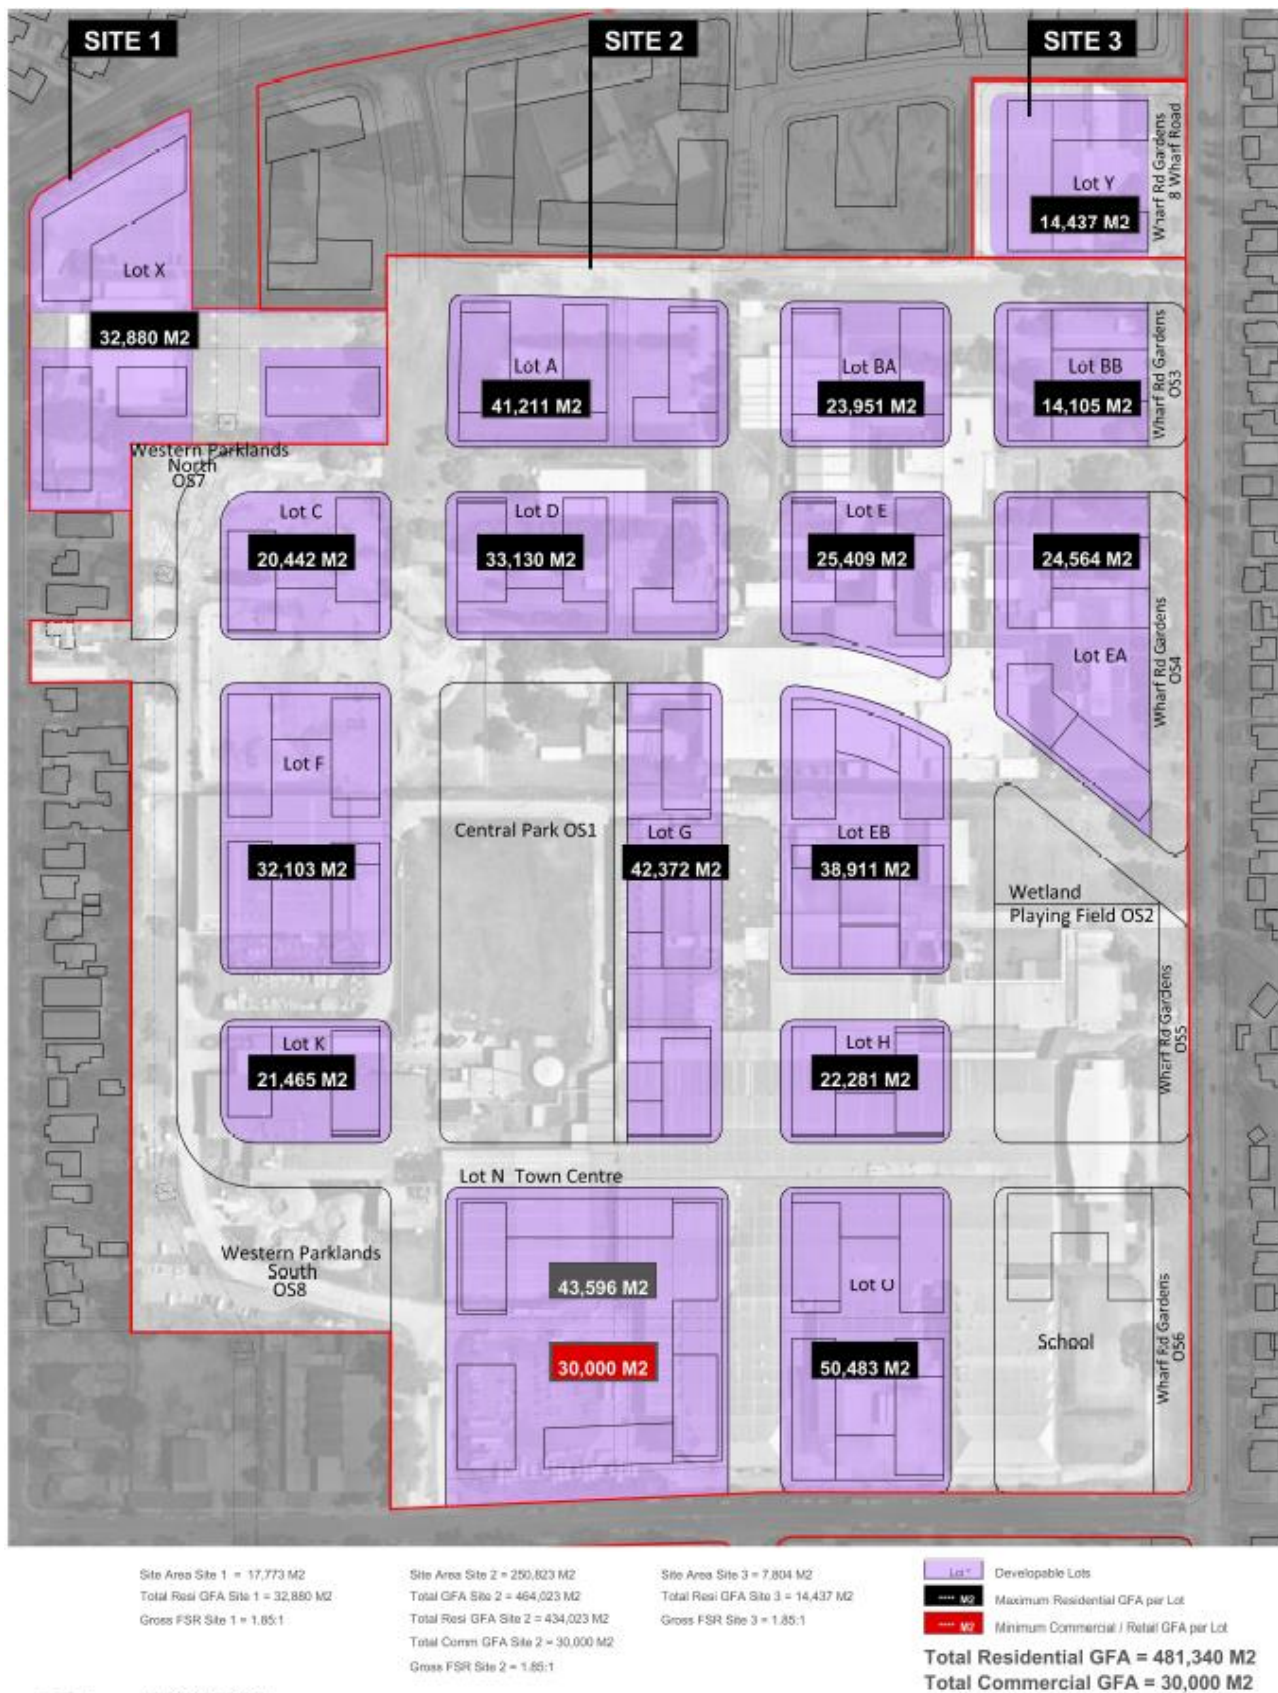 SITE 1
SITE 2
SITE 3
Lot Y
14,437 M2
Wharf Rd Gardens
8 Wharf Road
Lot X
32,880 M2
Lot A
41,211 M2
Lot BA
23,951 M2
Lot BB
14,105 M2
Wharf Rd Gardens
OS3
Western Parklands
North
OS7
Lot C
20,442 M2
Lot D
33,130 M2
Lot E
25,409 M2
24,564 M2
Lot EA
Wharf Rd Gardens
OS4
Lot F
32,103 M2
Central Park OS1
Lot G
42,372 M2
Lot EB
38,911 M2
Wetland
Playing Field OS2
Wharf Rd Gardens
OS5
Lot K
21,465 M2
Lot H
22,281 M2
Lot N Town Centre
43,596 M2
30,000 M2
Western Parklands
South
OS8
Lot O
50,483 M2
School
Wharf Rd Gardens
OS6
Site Area Site 1 = 17,773 M2
Total Resi GFA Site 1 = 32,880 M2
Gross FSR Site 1 = 1.85:1
Site Area Site 2 = 250,823 M2
Total GFA Site 2 = 464,023 M2
Total Resi GFA Site 2 = 434,023 M2
Total Comm GFA Site 2 = 30,000 M2
Gross FSR Site 2 = 1.85:1
Site Area Site 3 = 7,804 M2
Total Resi GFA Site 3 = 14,437 M2
Gross FSR Site 3 = 1.85:1
Lot * Developable Lots
**** M2 Maximum Residential GFA per Lot
**** M2 Minimum Commercial / Retail GFA per Lot
Total Residential GFA = 481,340 M2
Total Commercial GFA = 30,000 M2